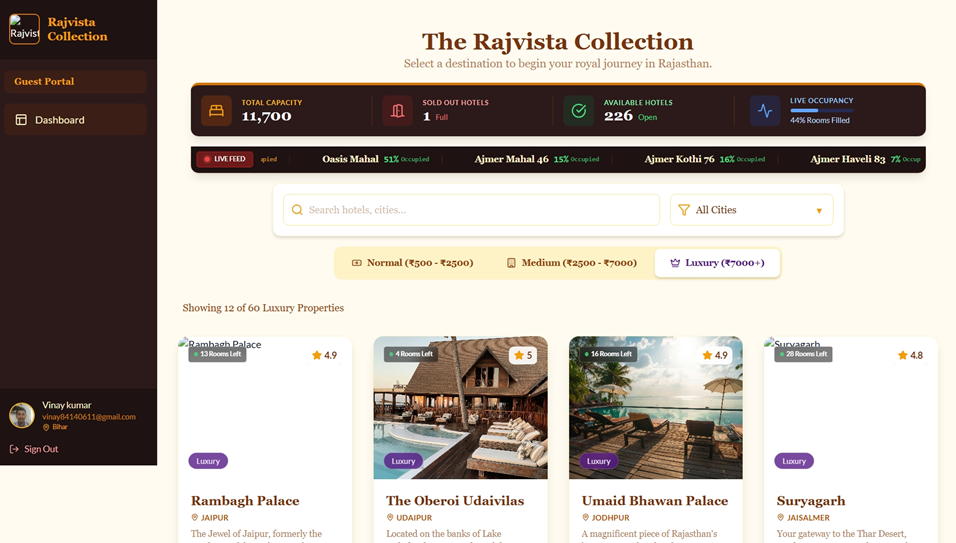 Rajvist
Rajvista
Collection
Guest Portal
Dashboard
Vinay kumar
vinay84140611@gmail.com
Bihar
Sign Out
The Rajvista Collection
Select a destination to begin your royal journey in Rajasthan.
TOTAL CAPACITY
11,700
SOLD OUT HOTELS
1 Full
AVAILABLE HOTELS
226 Open
LIVE OCCUPANCY
44% Rooms Filled
LIVE FEED apied Oasis Mahal 51% Occupied Ajmer Mahal 46 15% Occupied Ajmer Kothi 76 16% Occupied Ajmer Haveli 83 7% Occup
Search hotels, cities...
All Cities
Normal (₹500 - ₹2500) Medium (₹2500 - ₹7000) Luxury (₹7000+)
Showing 12 of 60 Luxury Properties
Rambagh Palace
13 Rooms Left
4.9
Luxury
Rambagh Palace
JAIPUR
The Jewel of Jaipur, formerly the
4 Rooms Left
5
Luxury
The Oberoi Udaivilas
UDAIPUR
Located on the banks of Lake
16 Rooms Left
4.9
Luxury
Umaid Bhawan Palace
JODHPUR
A magnificent piece of Rajasthan's
Suryagarh
28 Rooms Left
4.8
Luxury
Suryagarh
JAISALMER
Your gateway to the Thar Desert,